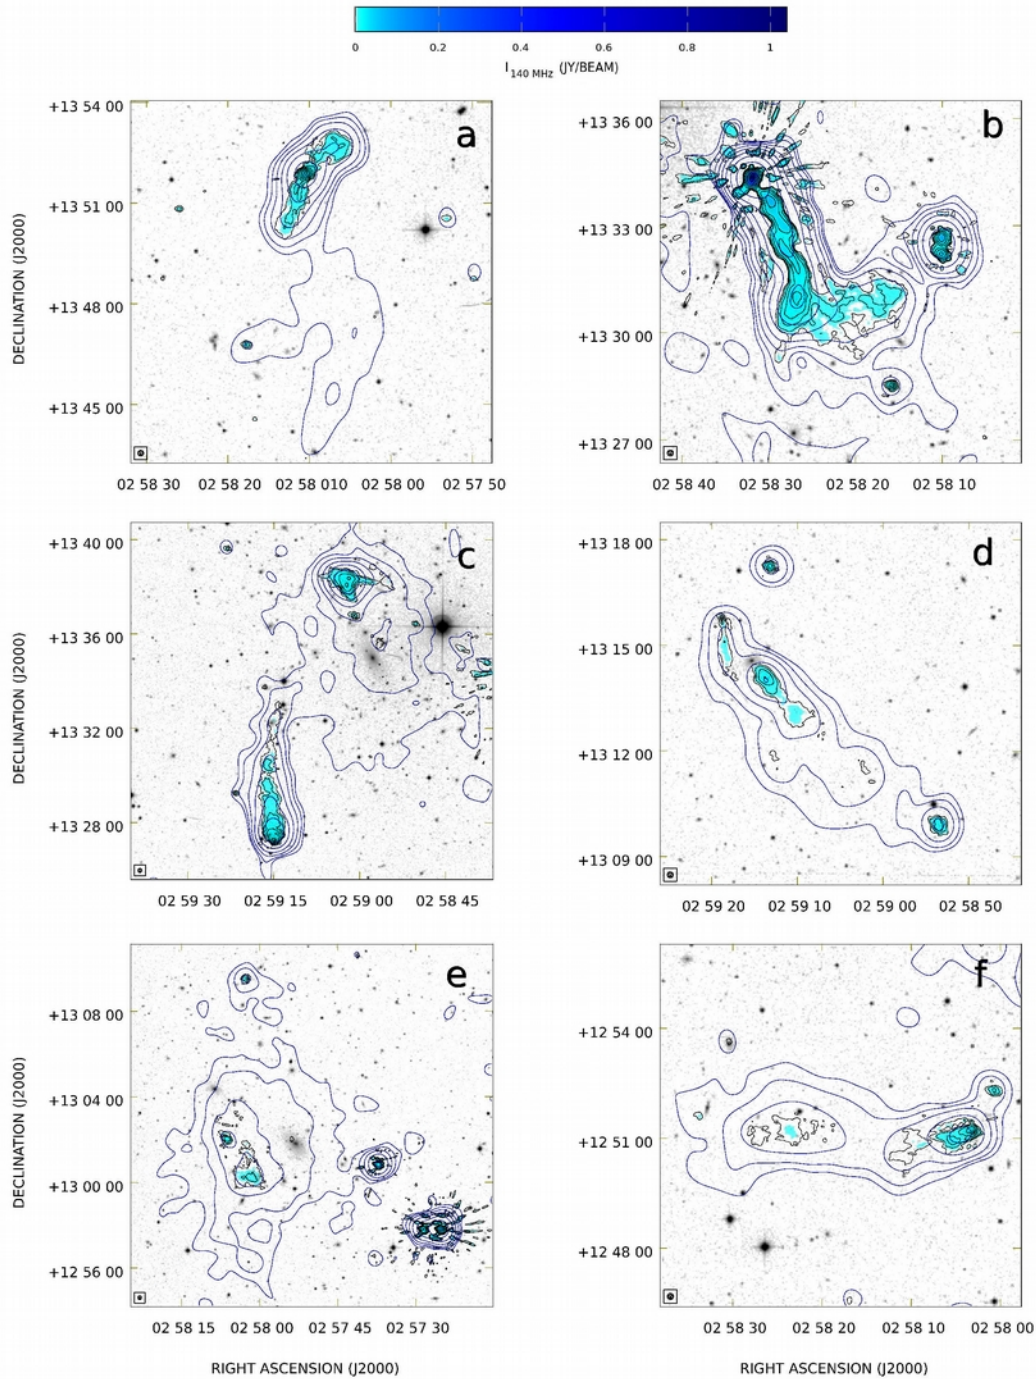 0 0.2 0.4 0.6 0.8 1
I 140 MHz (JY/BEAM)
a
+13 54 00
+13 51 00
+13 48 00
+13 45 00
DECLINATION (J2000)
02 58 30 02 58 20 02 58 010 02 58 00 02 57 50
b
+13 36 00
+13 33 00
+13 30 00
+13 27 00
02 58 40 02 58 30 02 58 20 02 58 10
c
+13 40 00
+13 36 00
+13 32 00
+13 28 00
DECLINATION (J2000)
02 59 30 02 59 15 02 59 00 02 58 45
d
+13 18 00
+13 15 00
+13 12 00
+13 09 00
02 59 20 02 59 10 02 59 00 02 58 50
e
+13 08 00
+13 04 00
+13 00 00
+12 56 00
DECLINATION (J2000)
02 58 15 02 58 00 02 57 45 02 57 30
RIGHT ASCENSION (J2000)
f
+12 54 00
+12 51 00
+12 48 00
02 58 30 02 58 20 02 58 10 02 58 00
RIGHT ASCENSION (J2000)